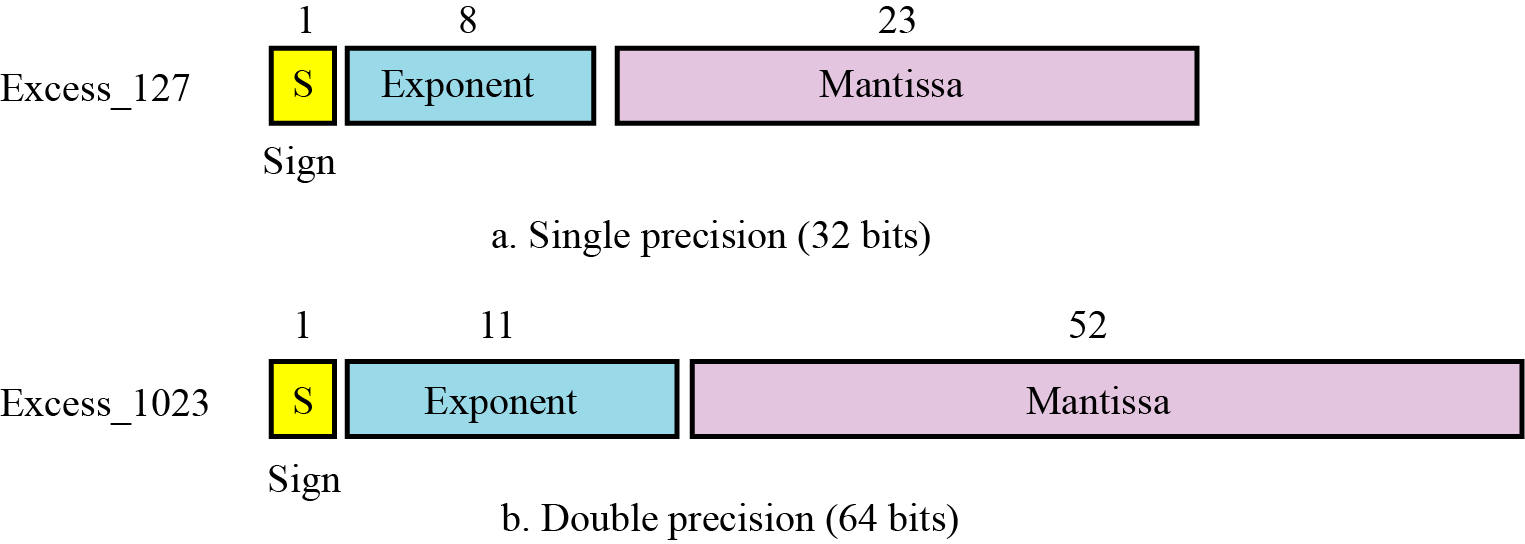 1 8 23
Excess_127 S Exponent Mantissa
Sign
a. Single precision (32 bits)
1 11 52
Excess_1023 S Exponent Mantissa
Sign
b. Double precision (64 bits)